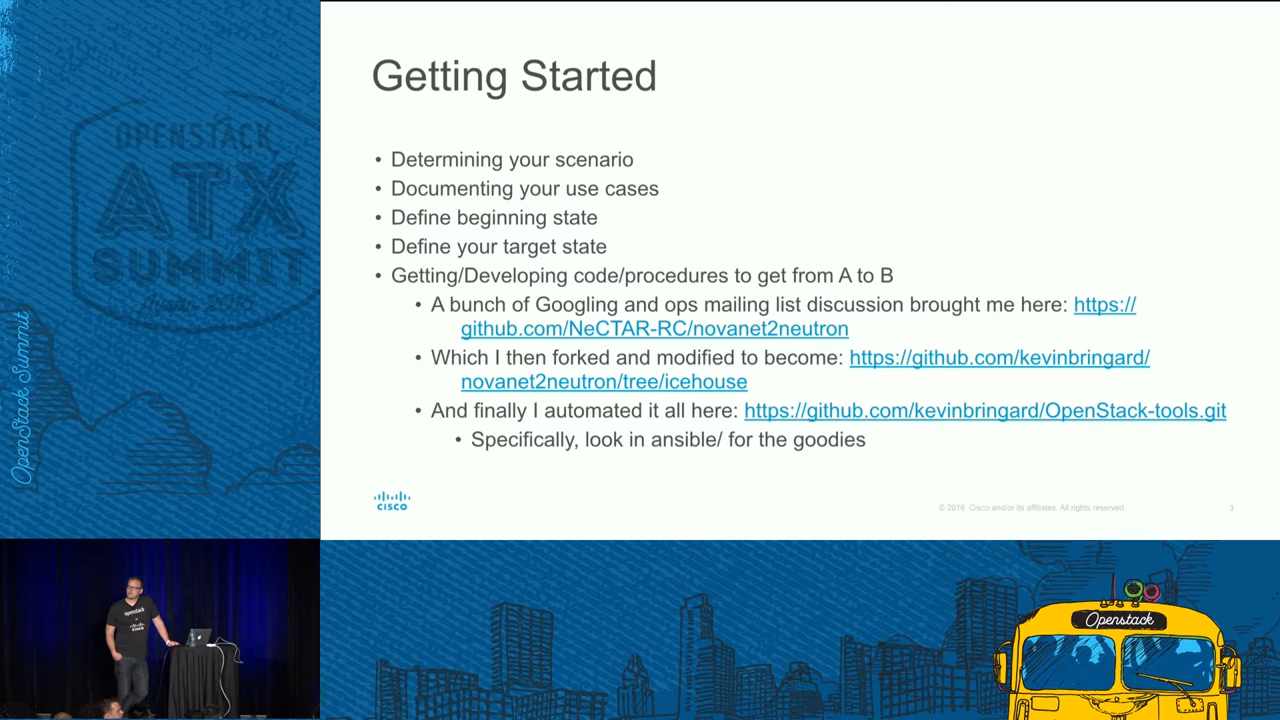 OPENSTACK
ATX
SUMMIT
Austin 2016
OpenStack Summit
Getting Started
• Determining your scenario
• Documenting your use cases
• Define beginning state
• Define your target state
• Getting/Developing code/procedures to get from A to B
• A bunch of Googling and ops mailing list discussion brought me here: https://
github.com/NeCTAR-RC/novanet2neutron
• Which I then forked and modified to become: https://github.com/kevinbringard/
novanet2neutron/tree/icehouse
• And finally I automated it all here: https://github.com/kevinbringard/OpenStack-tools.git
• Specifically, look in ansible/ for the goodies
CISCO
© 2016 Cisco and/or its affiliates. All rights reserved.
3
openstack
CISCO
Openstack